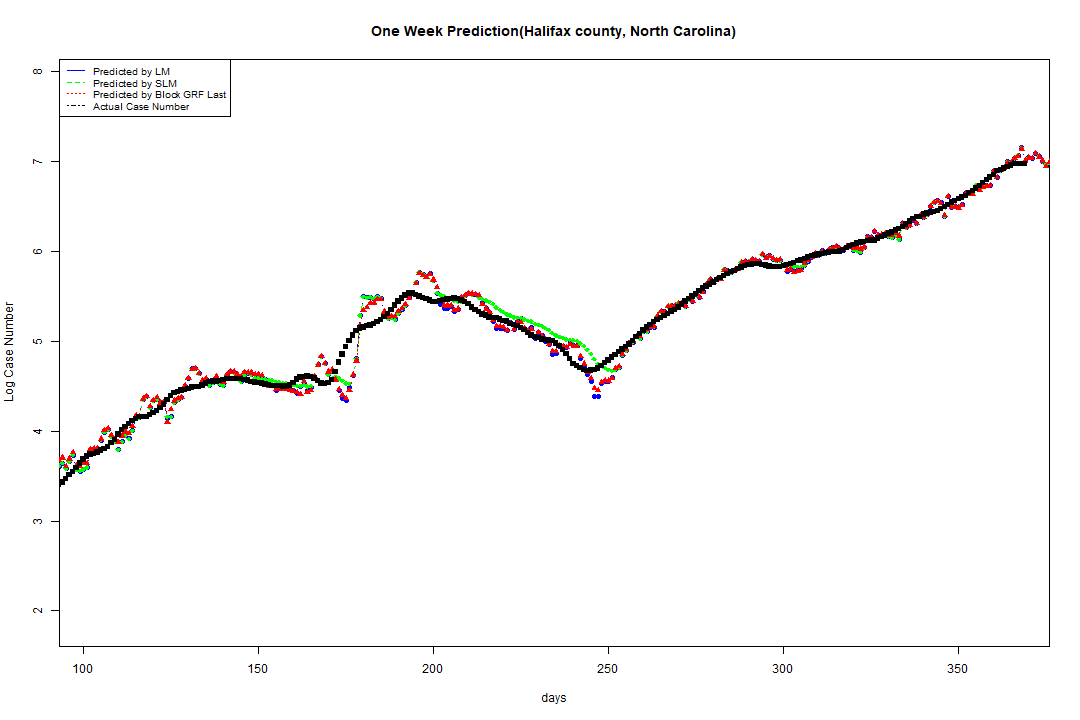 One Week Prediction(Halifax county, North Carolina)
Predicted by LM
Predicted by SLM
Predicted by Block GRF Last
Actual Case Number
8
7
6
5
4
3
2
Log Case Number
100 150 200 250 300 350
days